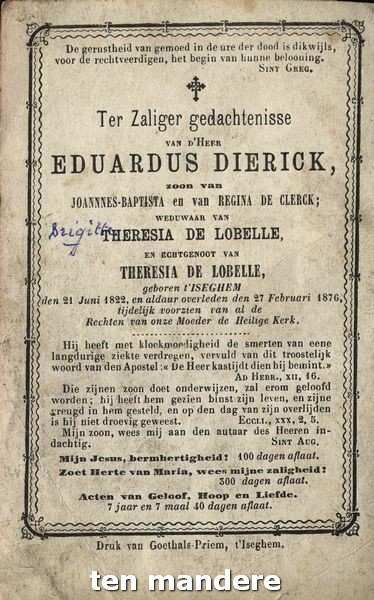 De gerustheid van gemoed in de ure der dood is dikwijls,
voor de rechtveerdigen, het begin van hunne belooning.
SINT GREG.
Ter Zaliger gedachtenisse
VAN D'HEER
EDUARDUS DIERICK,
zoon van
JOANNNES-BAPTISTA en van REGINA DE CLERCK;
WEDUWAAR VAN
Brigitta THERESIA DE LOBELLE,
EN ECHTGENOOT VAN
THERESIA DE LOBELLE,
geboren t'ISEGHEM
den 21 Juni 1822, en aldaar overleden den 27 Februari 1876,
tijdelijk voorzien van al de
Rechten van onze Moeder de Heilige Kerk.
Hij heeft met kloekmoedigheid de smerten van eene
langdurige ziekte verdregen, vervuld van dit troostelijk
woord van den Apostel: « De Heer kastijdt dien hij bemint.»
AD HEBR., XII, 16.
Die zijnen zoon doet onderwijzen, zal erom geloofd
worden; hij heeft hem gezien binst zijn leven, en zijne
vreugd in hem gesteld, en op den dag van zijn overlijden
is hij niet droevig geweest. ECCLI., XXX, 2, 5.
Mijn zoon, wees mij aan den autaar des Heeren in-
dachtig. SINT AUG.
Mijn Jesus, bermhertigheid! 100 dagen aflaat.
Zoet Herte van Maria, wees mijne zaligheid!
300 dagen aflaat.
Acten van Geloof, Hoop en Liefde.
7 jaar en 7 maal 40 dagen aflaat.
Druk van Goethals-Priem, t'Iseghem.
ten mandere